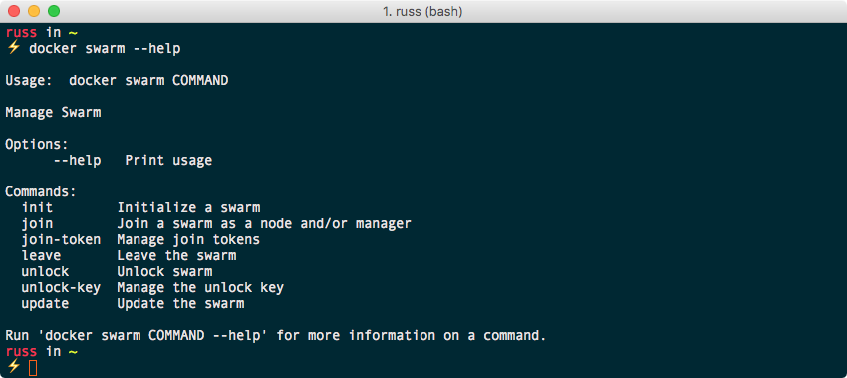 1. russ (bash)
russ in ~
⚡ docker swarm --help
Usage:  docker swarm COMMAND
Manage Swarm
Options:
      --help   Print usage
Commands:
  init        Initialize a swarm
  join        Join a swarm as a node and/or manager
  join-token  Manage join tokens
  leave       Leave the swarm
  unlock      Unlock swarm
  unlock-key  Manage the unlock key
  update      Update the swarm
Run 'docker swarm COMMAND --help' for more information on a command.
russ in ~
⚡